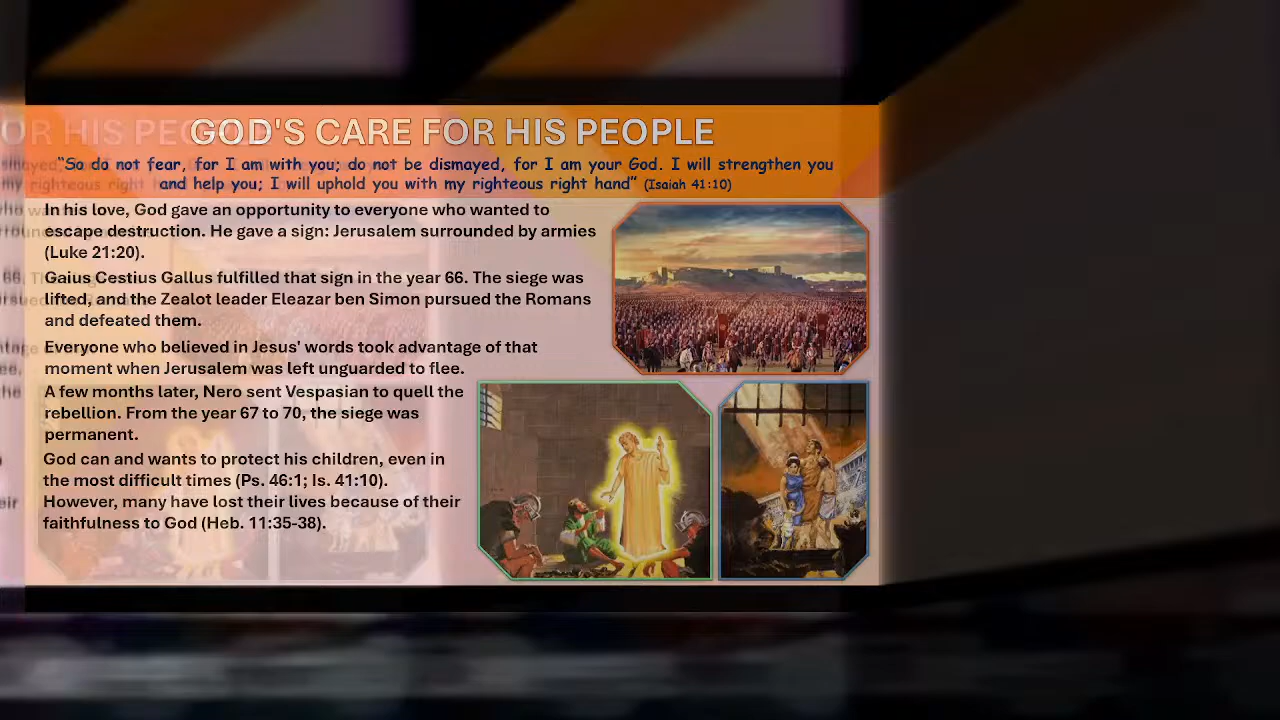 GOD'S CARE FOR HIS PEOPLE
"So do not fear, for I am with you; do not be dismayed, for I am your God. I will strengthen you
and help you; I will uphold you with my righteous right hand" (Isaiah 41:10)
In his love, God gave an opportunity to everyone who wanted to
escape destruction. He gave a sign: Jerusalem surrounded by armies
(Luke 21:20).
Gaius Cestius Gallus fulfilled that sign in the year 66. The siege was
lifted, and the Zealot leader Eleazar ben Simon pursued the Romans
and defeated them.
Everyone who believed in Jesus' words took advantage of that
moment when Jerusalem was left unguarded to flee.
A few months later, Nero sent Vespasian to quell the
rebellion. From the year 67 to 70, the siege was
permanent.
God can and wants to protect his children, even in
the most difficult times (Ps. 46:1; Is. 41:10).
However, many have lost their lives because of their
faithfulness to God (Heb. 11:35-38).